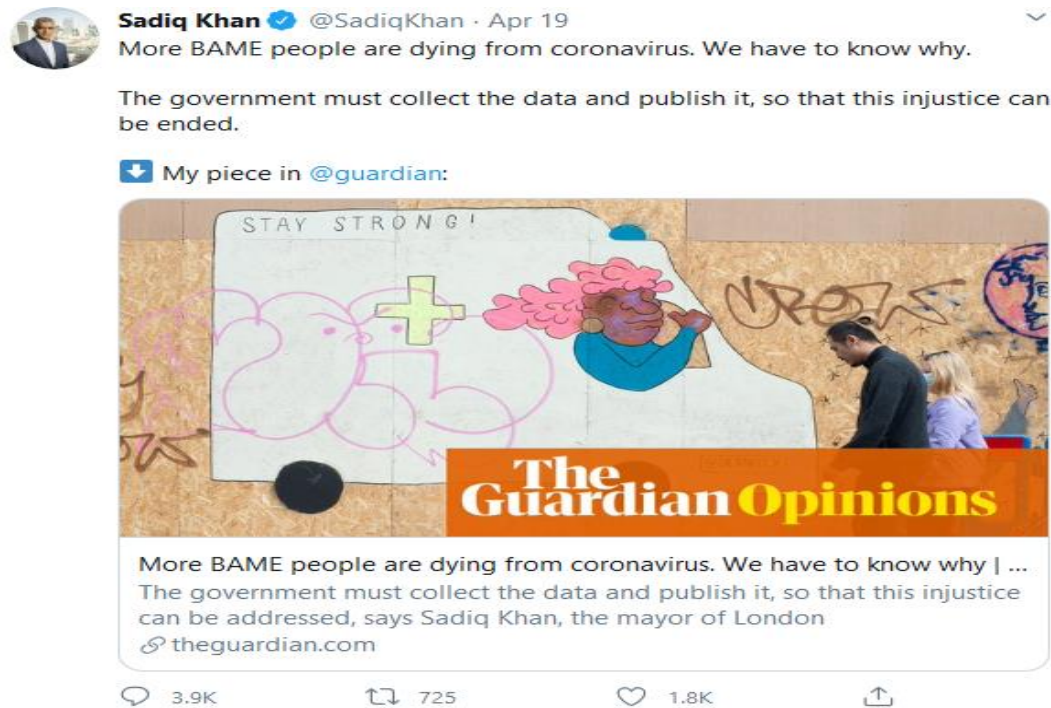 Sadiq Khan @SadiqKhan · Apr 19
More BAME people are dying from coronavirus. We have to know why.
The government must collect the data and publish it, so that this injustice can
be ended.
My piece in @guardian:
STAY STRONG!
The
Guardian Opinions
More BAME people are dying from coronavirus. We have to know why | ...
The government must collect the data and publish it, so that this injustice
can be addressed, says Sadiq Khan, the mayor of London
theguardian.com
3.9K 725 1.8K